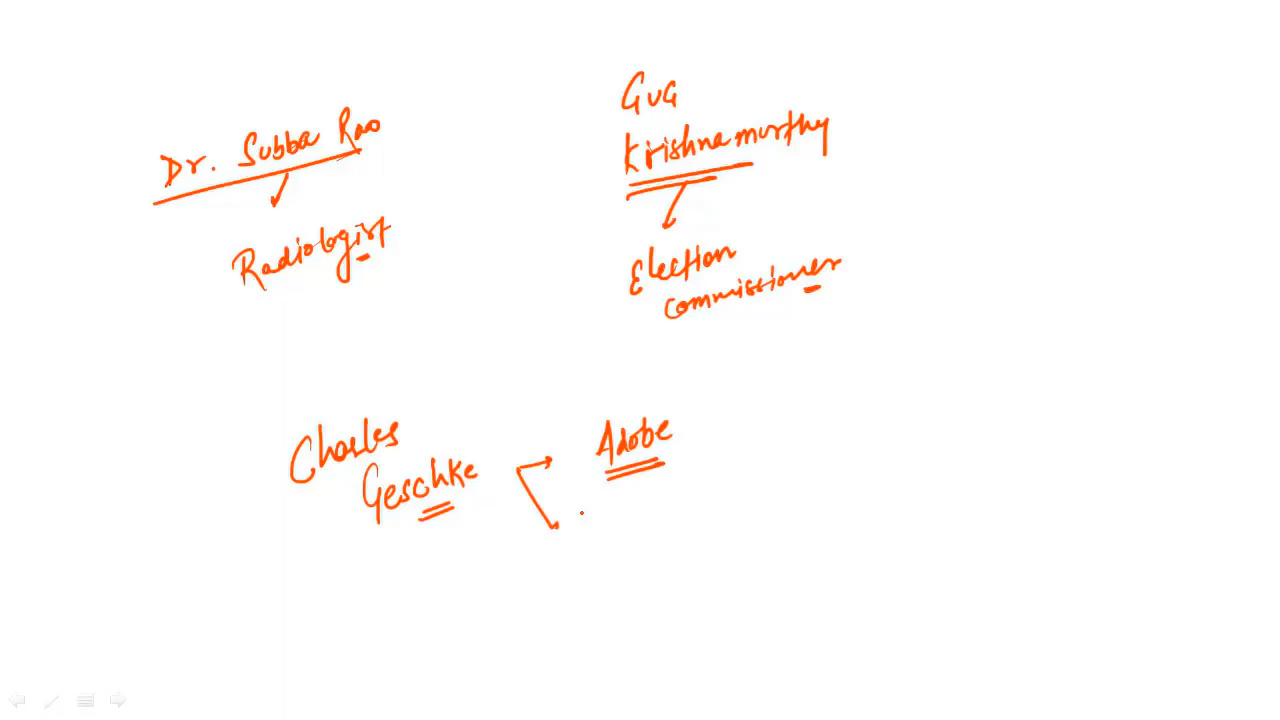 Dr. Subba Rao
Radiologist
GVG
Krishnamurthy
Election
Commissioner
Charles
Geschke
Adobe